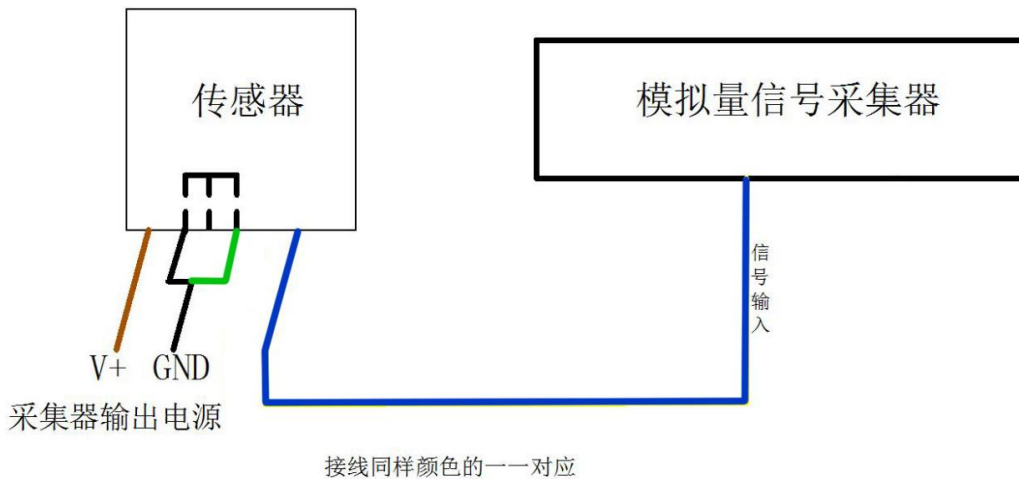 传感器
模拟量信号采集器
信号输入
V+ GND
采集器输出电源
接线同样颜色的一一对应